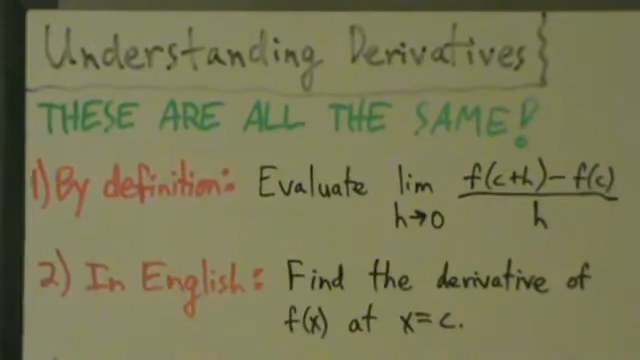 Understanding Derivatives
THESE ARE ALL THE SAME!
1) By definition: Evaluate lim h→0 f(c+h)-f(c) / h
2) In English: Find the derivative of
f(x) at x=c.